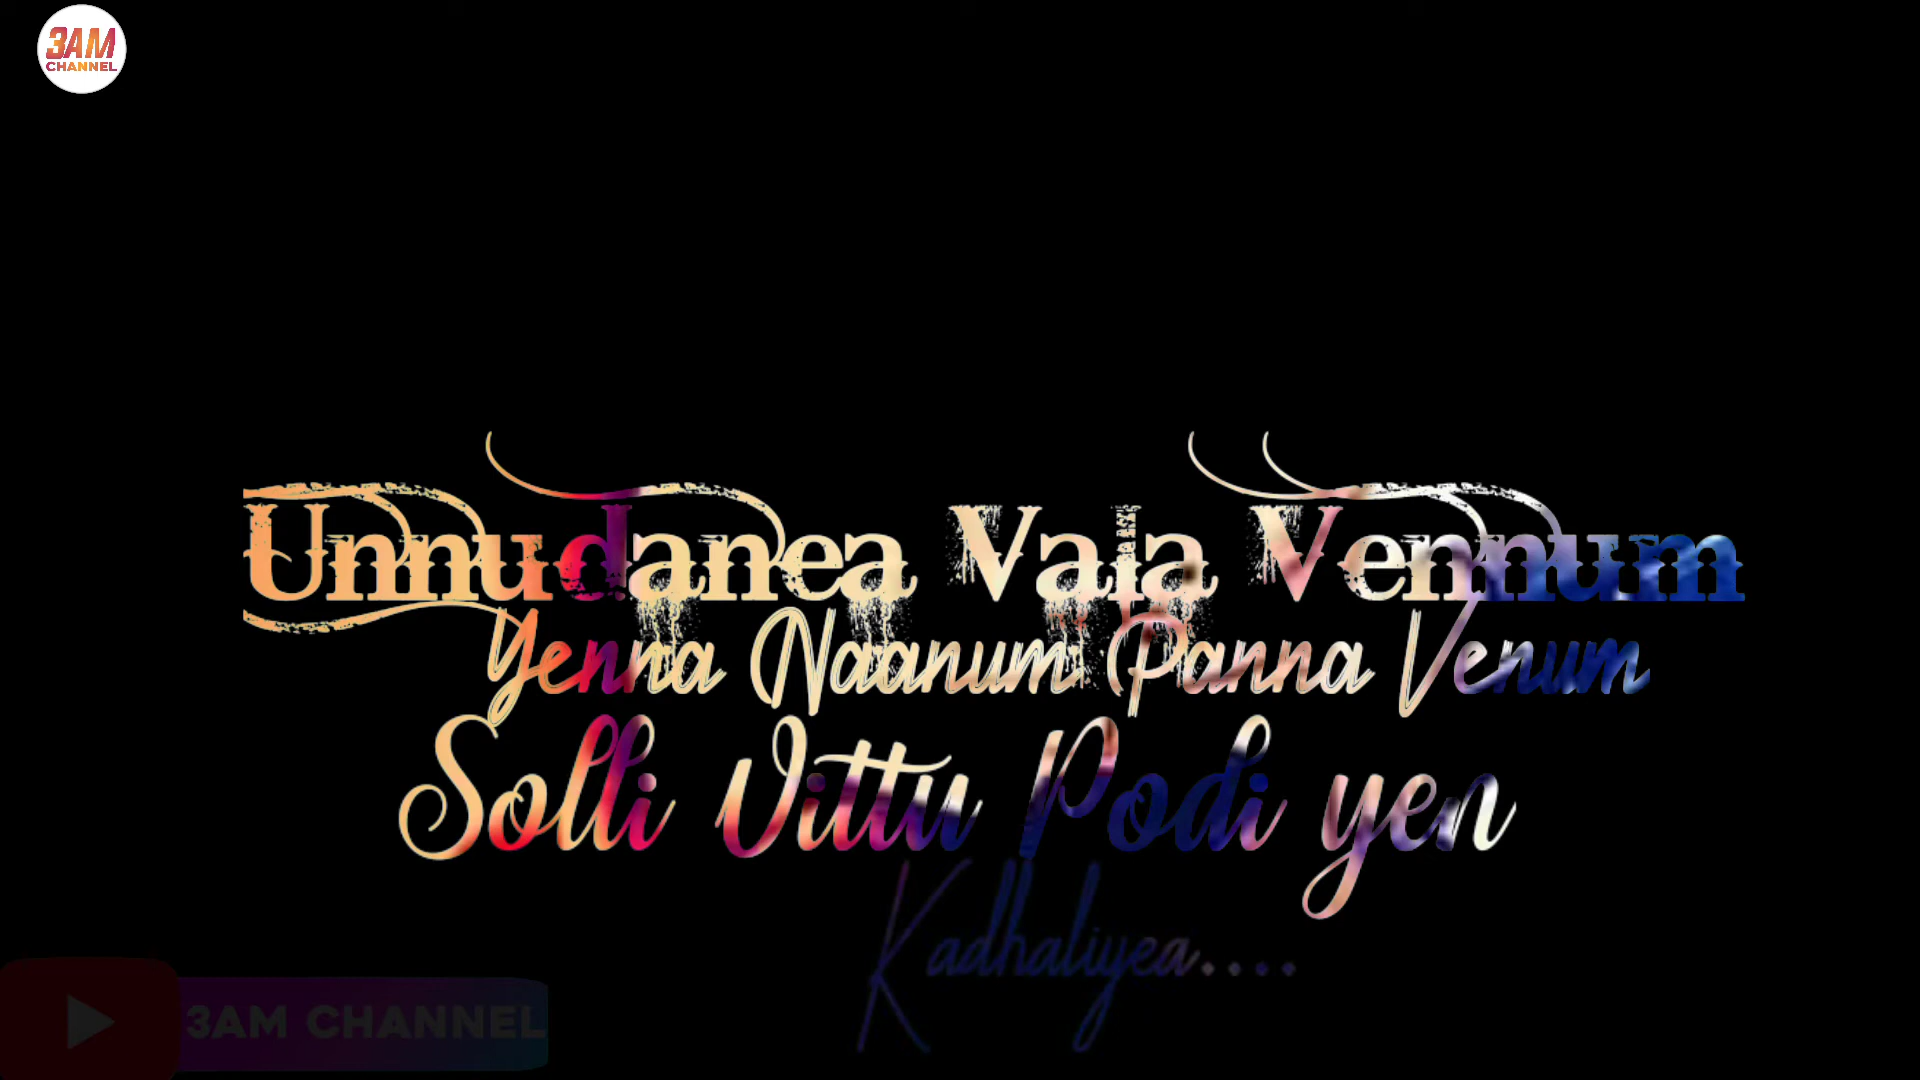 3AM
CHANNEL
Unnudanea Vala Vennum
Yenna Naanum Panna Venum
Solli Vittu Podi yen
Kadhaliyea....
3AM CHANNEL